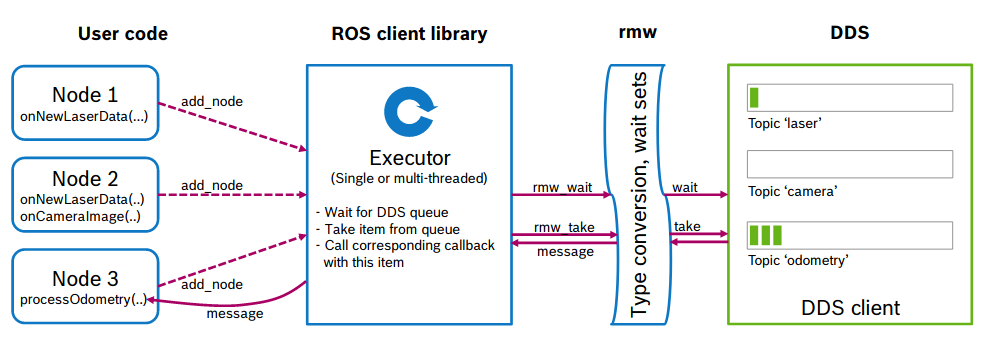 User code
ROS client library
rmw
DDS
Node 1
onNewLaserData(...)
add_node
Node 2
onNewLaserData(..)
onCameraImage(..)
add_node
Node 3
processOdometry(..)
add_node
message
Executor
(Single or multi-threaded)
- Wait for DDS queue
- Take item from queue
- Call corresponding callback
with this item
rmw_wait
rmw_take
message
Type conversion, wait sets
wait
take
Topic ‘laser’
Topic ‘camera’
Topic ‘odometry’
DDS client